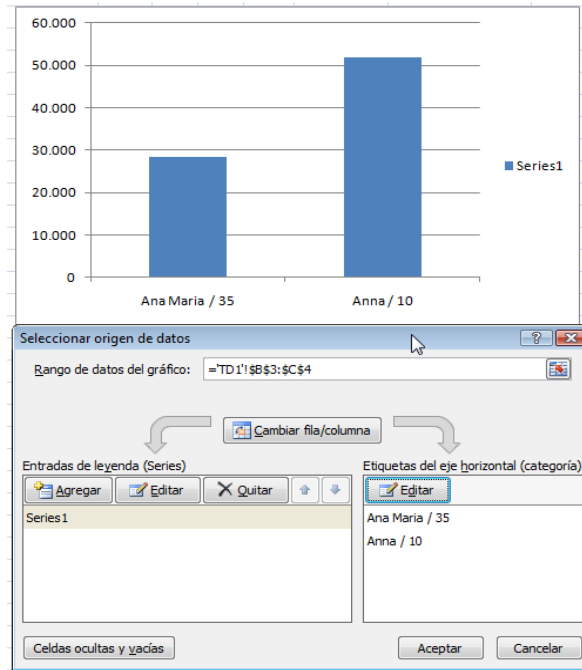 60.000
50.000
40.000
30.000
20.000
10.000
0
Series1
Ana Maria / 35
Anna / 10
Seleccionar origen de datos
Rango de datos del gráfico:
='TD1'!$B$3:$C$4
Cambiar fila/columna
Entradas de leyenda (Series)
Etiquetas del eje horizontal (categoría)
Agregar
Editar
Quitar
Editar
Series1
Ana Maria / 35
Anna / 10
Celdas ocultas y vacías
Aceptar
Cancelar